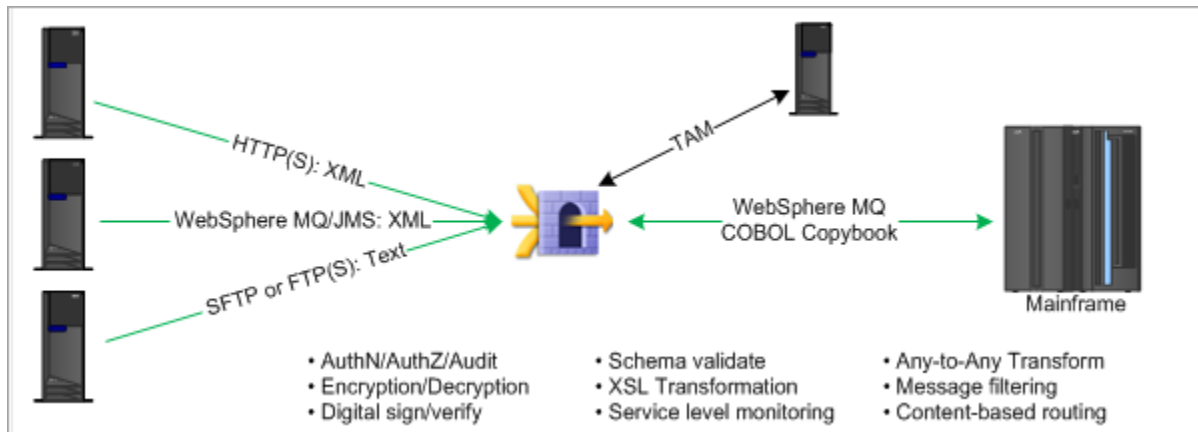 HTTP(S): XML
WebSphere MQ/JMS: XML
SFTP or FTP(S): Text
TAM
WebSphere MQ
COBOL Copybook
Mainframe
• AuthN/AuthZ/Audit
• Encryption/Decryption
• Digital sign/verify
• Schema validate
• XSL Transformation
• Service level monitoring
• Any-to-Any Transform
• Message filtering
• Content-based routing